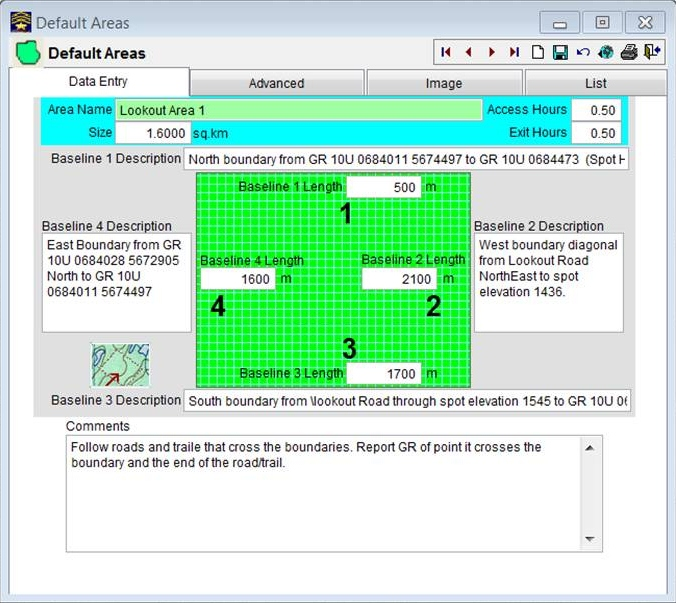 Default Areas
Default Areas
Data Entry Advanced Image List
Area Name Lookout Area 1 Access Hours 0.50
Size 1.6000 sq.km Exit Hours 0.50
Baseline 1 Description North boundary from GR 10U 0684011 5674497 to GR 10U 0684473 (Spot H
Baseline 1 Length 500 m
1
Baseline 4 Description
East Boundary from GR
10U 0684028 5672905
North to GR 10U
0684011 5674497
Baseline 4 Length
1600 m
4
Baseline 2 Length
2100 m
2
Baseline 2 Description
West boundary diagonal
from Lookout Road
NorthEast to spot
elevation 1436.
3
Baseline 3 Length 1700 m
Baseline 3 Description South boundary from \lookout Road through spot elevation 1545 to GR 10U
Comments
Follow roads and traile that cross the boundaries. Report GR of point it crosses the
boundary and the end of the road/trail.